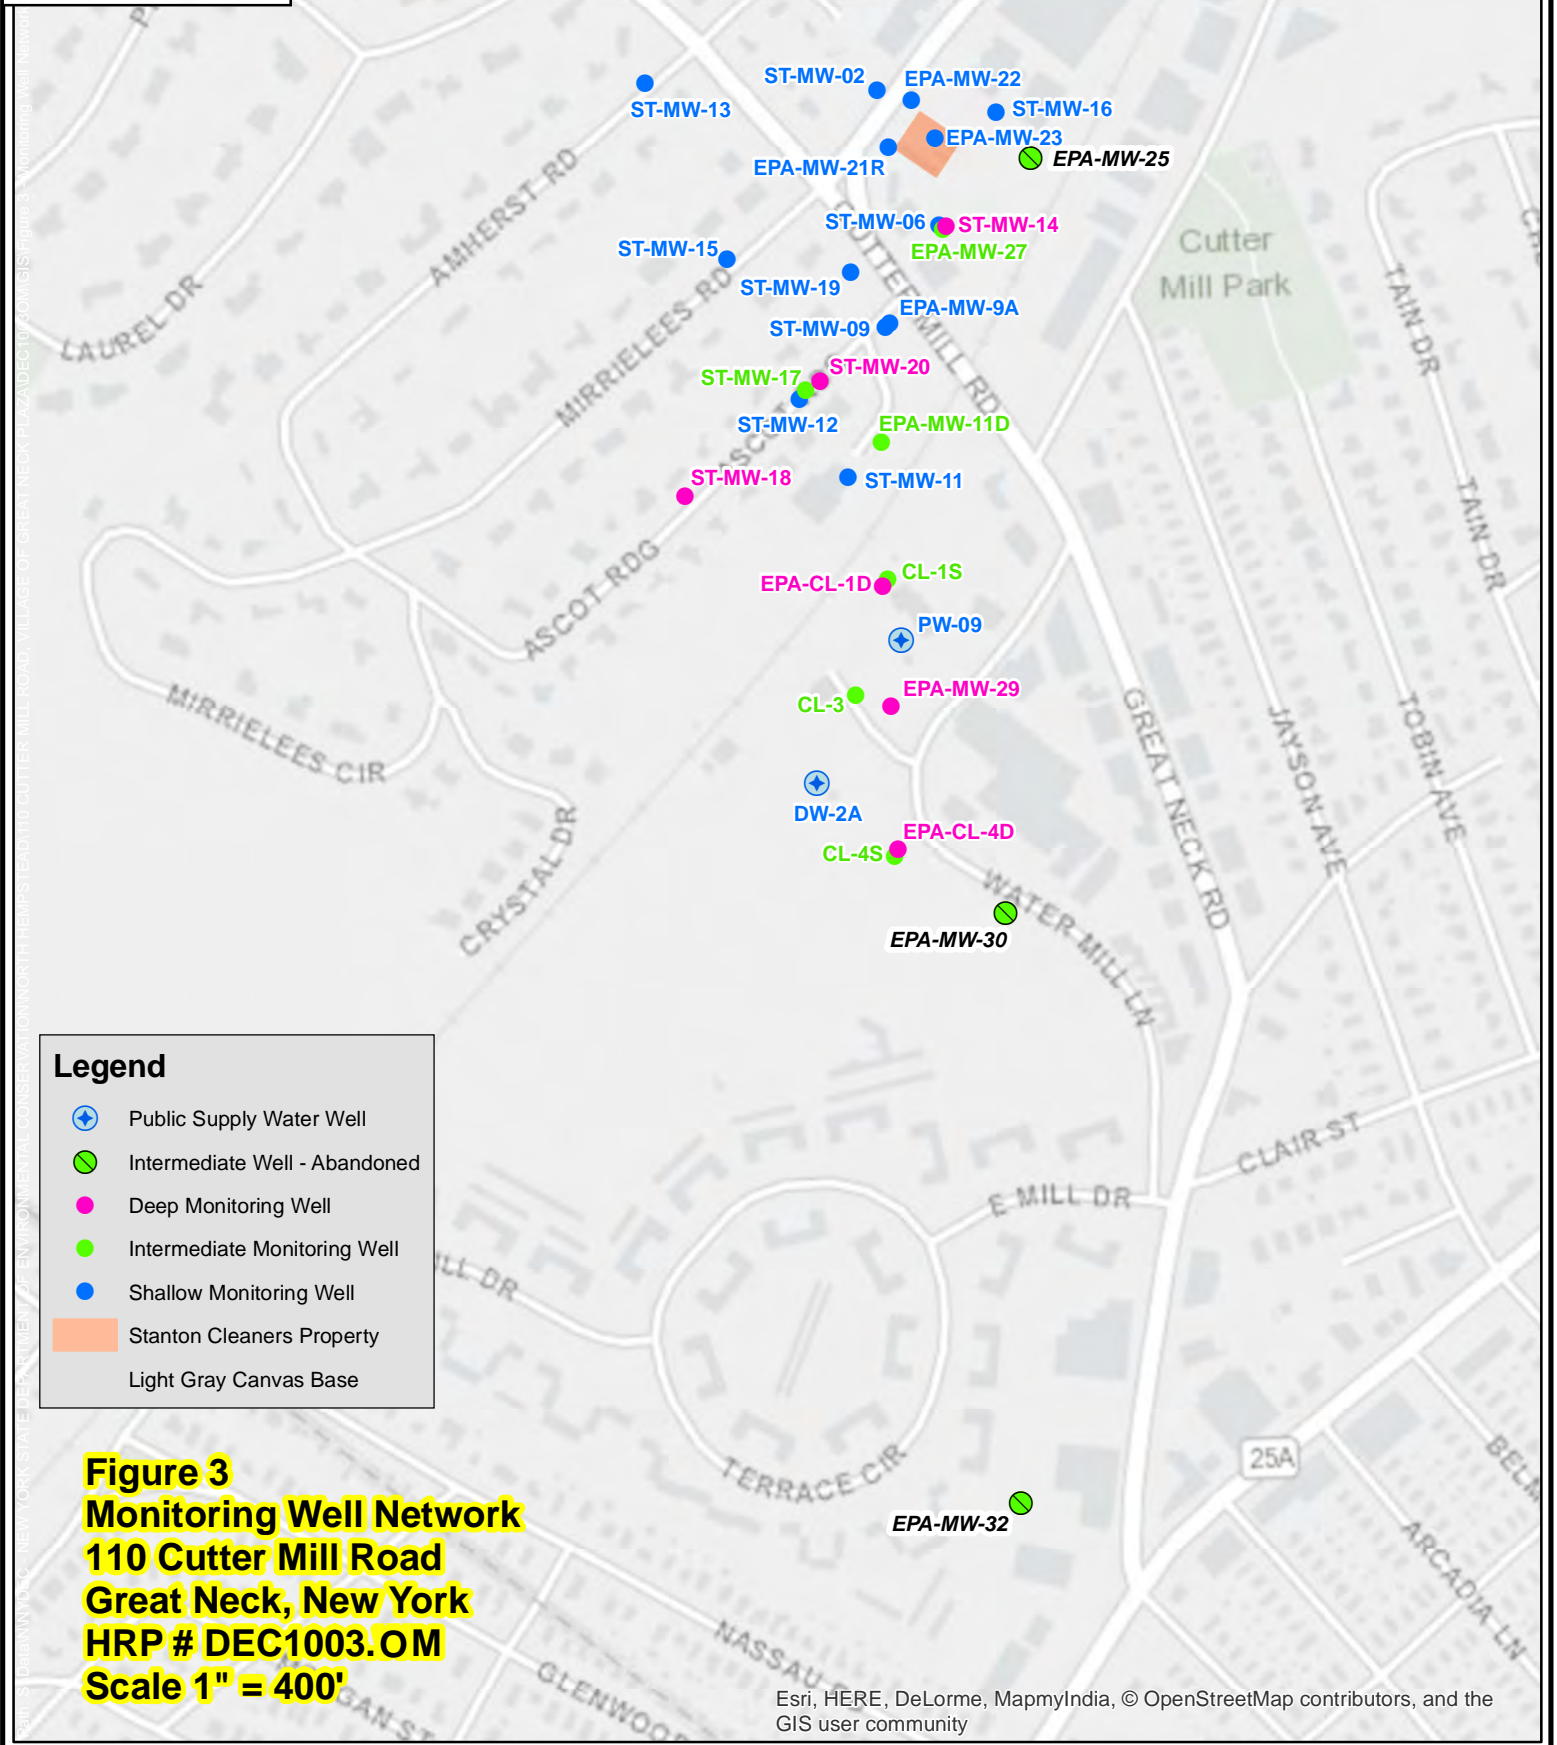 ST-MW-02
EPA-MW-22
ST-MW-13
ST-MW-16
EPA-MW-23
EPA-MW-21R
EPA-MW-25
AMHERST RD
ST-MW-06
ST-MW-14
EPA-MW-27
Cutter
Mill Park
ST-MW-15
ST-MW-19
LAUREL DR
MIRRIELEES RD
CUTTER MILL RD
TAIN DR
EPA-MW-9A
ST-MW-09
ST-MW-20
ST-MW-17
ST-MW-12
EPA-MW-11D
ST-MW-18
ST-MW-11
TAIN DR
ASCOT RDG
CL-1S
EPA-CL-1D
PW-09
EPA-MW-29
CL-3
MIRRIELEES CIR
GREAT NECK RD
JAYSON AVE
TOBIN AVE
DW-2A
EPA-CL-4D
CL-4S
CRYSTAL DR
WATER MILL LN
EPA-MW-30
Legend
Public Supply Water Well
Intermediate Well - Abandoned
Deep Monitoring Well
Intermediate Monitoring Well
Shallow Monitoring Well
Stanton Cleaners Property
Light Gray Canvas Base
CLAIR ST
E MILL DR
ILL DR
TERRACE CIR
25A
BELM
EPA-MW-32
ARCADIA LN
Figure 3
Monitoring Well Network
110 Cutter Mill Road
Great Neck, New York
HRP # DEC1003.OM
Scale 1" = 400'
NASSAU
GLENWOOD
GAN ST
Esri, HERE, DeLorme, MapmyIndia, © OpenStreetMap contributors, and the
GIS user community